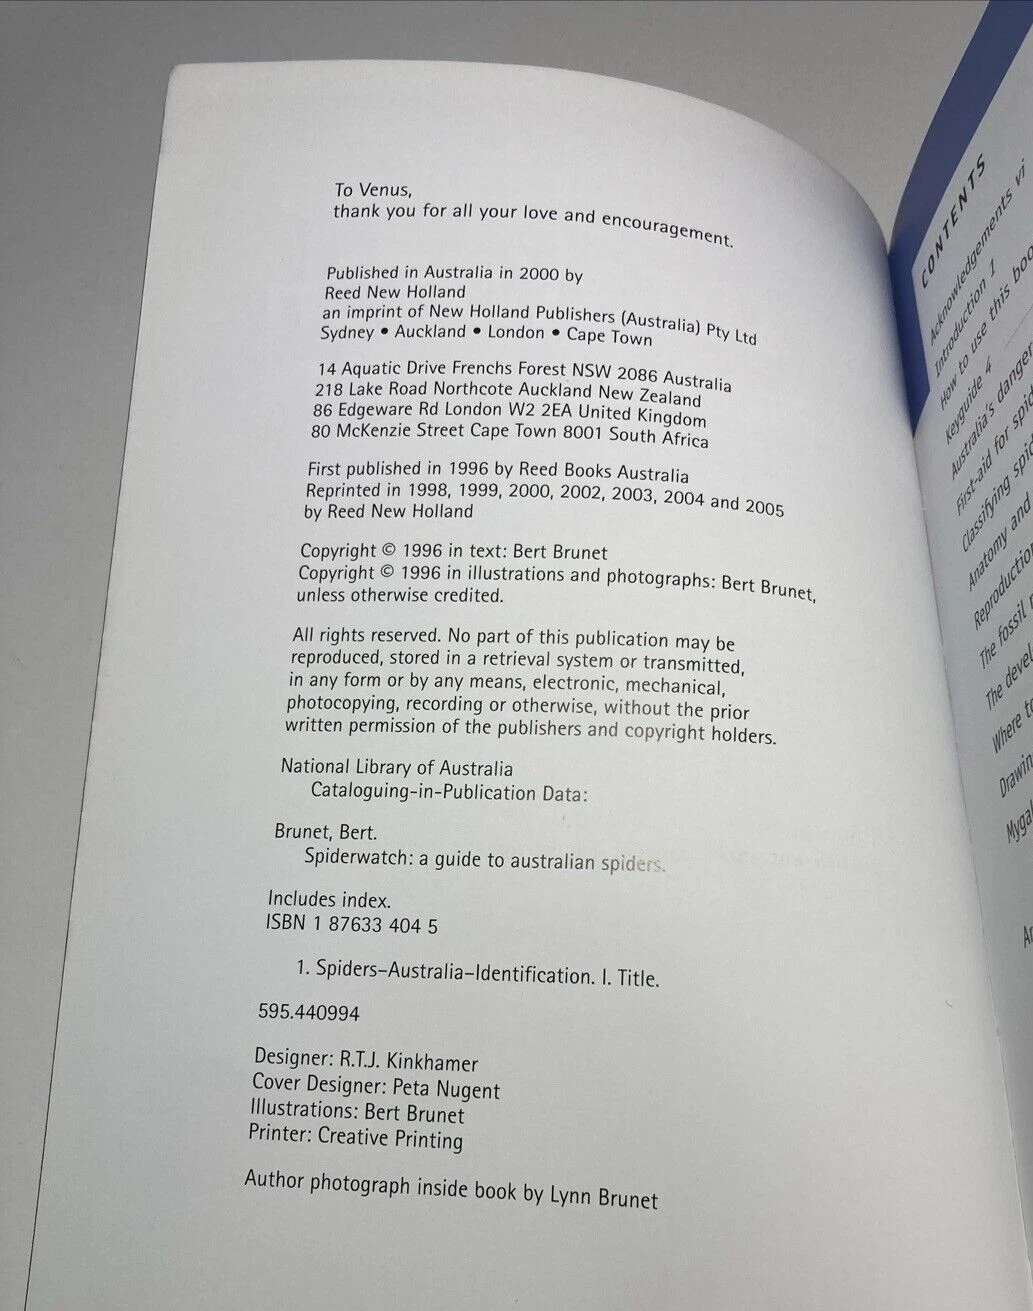 To Venus,
thank you for all your love and encouragement.
Published in Australia in 2000 by
Reed New Holland
an imprint of New Holland Publishers (Australia) Pty Ltd
Sydney • Auckland • London • Cape Town
14 Aquatic Drive Frenchs Forest NSW 2086 Australia
218 Lake Road Northcote Auckland New Zealand
86 Edgeware Rd London W2 2EA United Kingdom
80 McKenzie Street Cape Town 8001 South Africa
First published in 1996 by Reed Books Australia
Reprinted in 1998, 1999, 2000, 2002, 2003, 2004 and 2005
by Reed New Holland
Copyright © 1996 in text: Bert Brunet
Copyright © 1996 in illustrations and photographs: Bert Brunet,
unless otherwise credited.
All rights reserved. No part of this publication may be
reproduced, stored in a retrieval system or transmitted,
in any form or by any means, electronic, mechanical,
photocopying, recording or otherwise, without the prior
written permission of the publishers and copyright holders.
National Library of Australia
Cataloguing-in-Publication Data:
Brunet, Bert.
Spiderwatch: a guide to australian spiders.
Includes index.
ISBN 1 87633 404 5
1. Spiders–Australia–Identification. I. Title.
595.440994
Designer: R.T.J. Kinkhamer
Cover Designer: Peta Nugent
Illustrations: Bert Brunet
Printer: Creative Printing
Author photograph inside book by Lynn Brunet
CONTENTS
Acknowledgements vi
Introduction 1
How to use this
Keyguide 4
Australia's
First-aid for
Classifying
Anatomy and
The fossil
The
Where